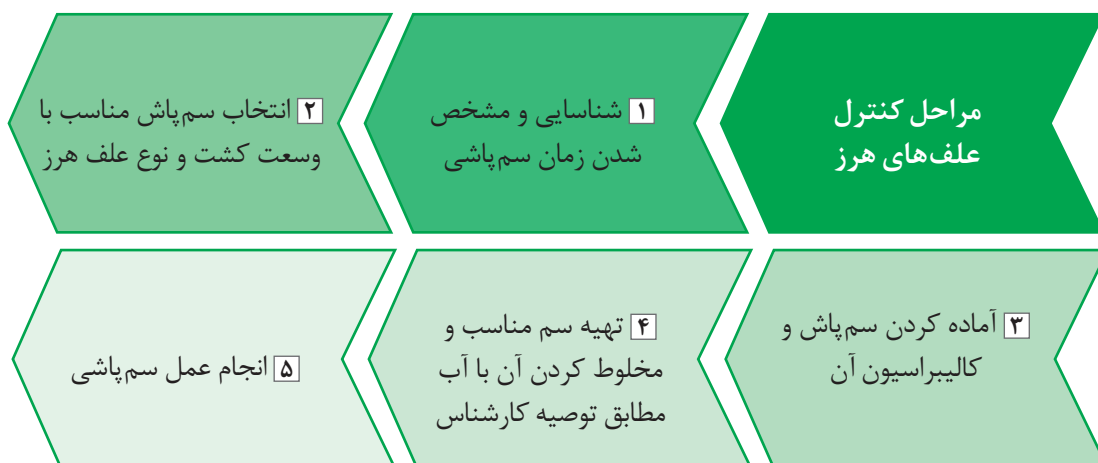 مراحل کنترل
علف‌های هرز
۱ شناسایی و مشخص
شدن زمان سم‌پاشی
۲ انتخاب سم‌پاش مناسب با
وسعت کشت و نوع علف هرز
۳ آماده کردن سم‌پاش و
کالیبراسیون آن
۴ تهیه سم مناسب و
مخلوط کردن آن با آب
مطابق توصیه کارشناس
۵ انجام عمل سم‌پاشی